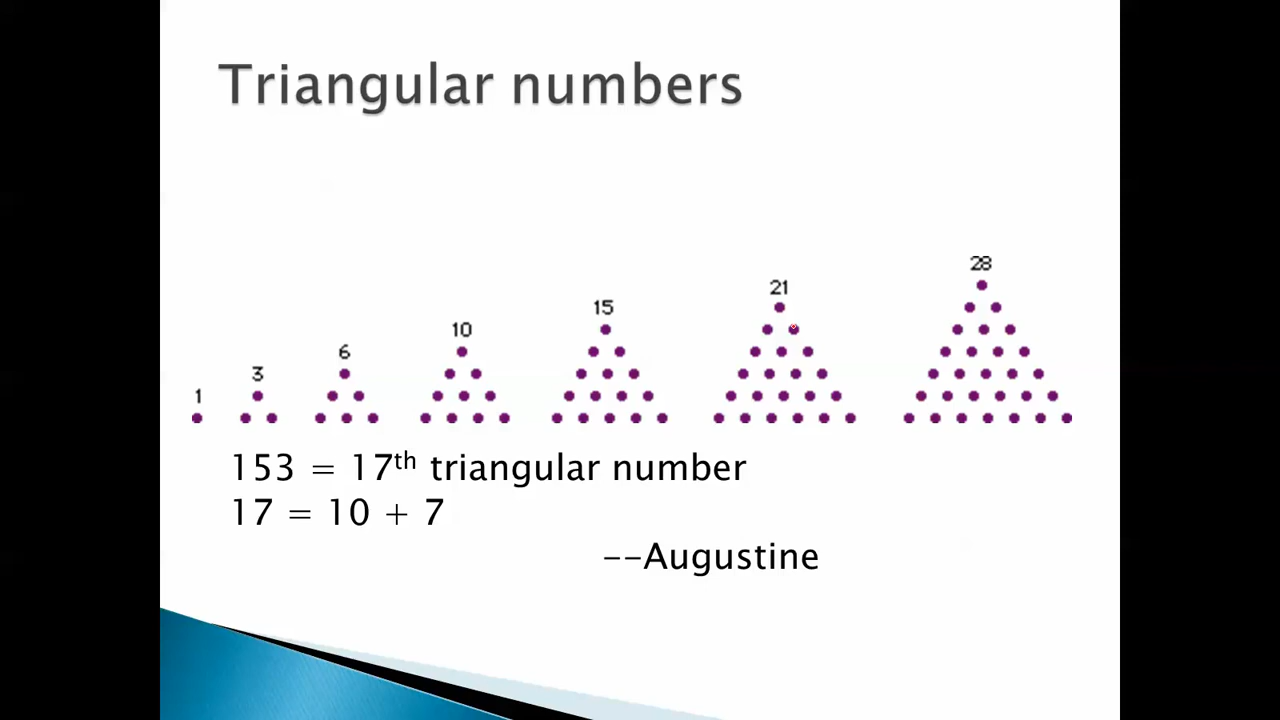 Triangular numbers
1
3
6
10
15
21
28
153 = 17th triangular number
17 = 10 + 7
--Augustine